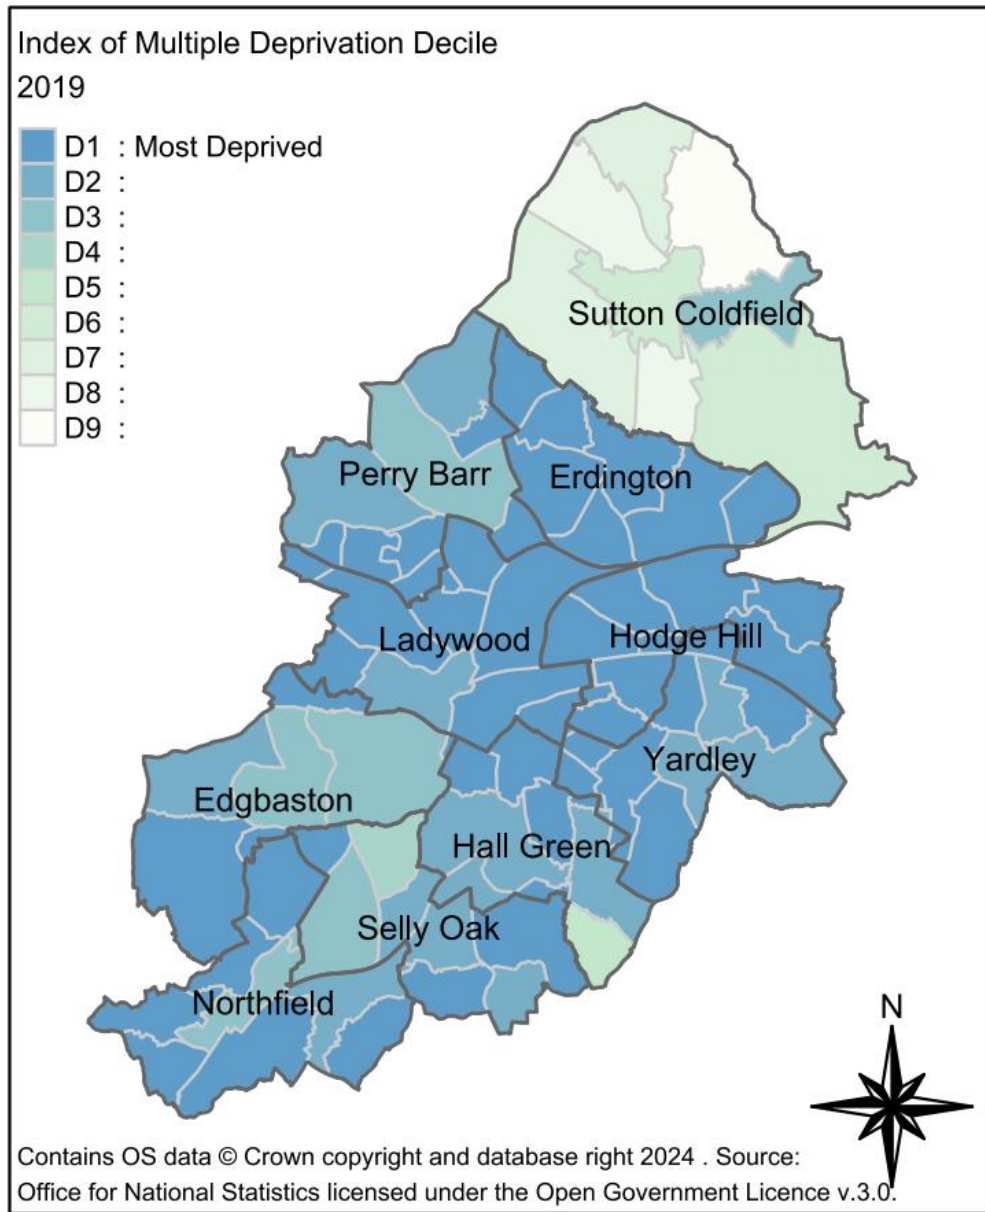 Index of Multiple Deprivation Decile
2019
D1 : Most Deprived
D2 :
D3 :
D4 :
D5 :
D6 :
D7 :
D8 :
D9 :
Sutton Coldfield
Perry Barr
Erdington
Ladywood
Hodge Hill
Yardley
Edgbaston
Hall Green
Selly Oak
Northfield
N
Contains OS data © Crown copyright and database right 2024 . Source:
Office for National Statistics licensed under the Open Government Licence v.3.0.